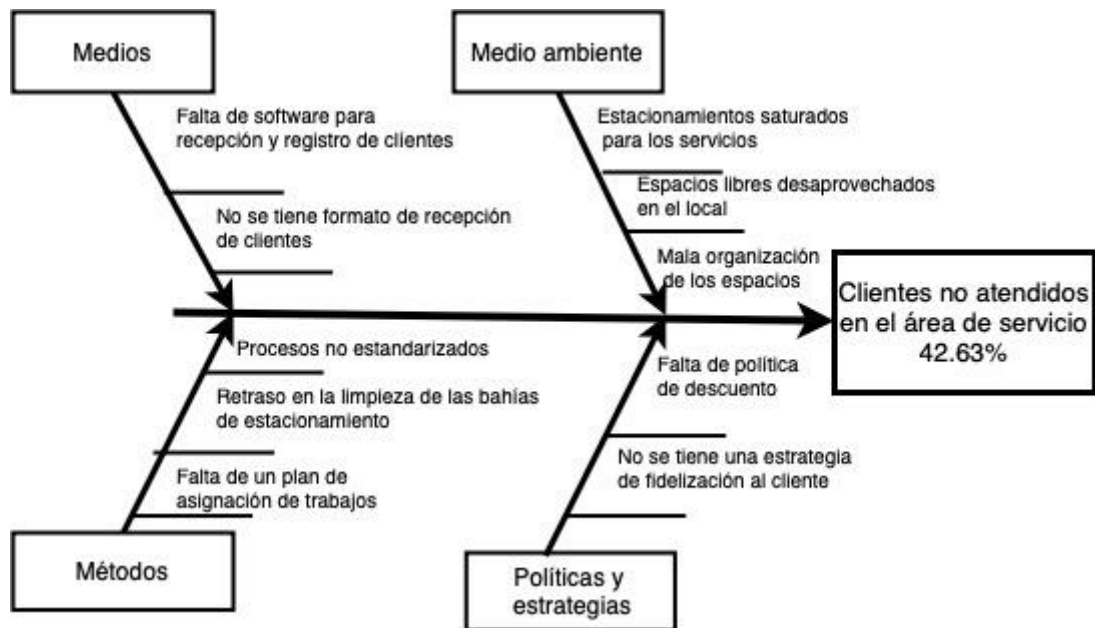 Medios
Medio ambiente
Falta de software para
recepción y registro de clientes
No se tiene formato de recepción
de clientes
Estacionamientos saturados
para los servicios
Espacios libres desaprovechados
en el local
Mala organización
de los espacios
Clientes no atendidos
en el área de servicio
42.63%
Procesos no estandarizados
Retraso en la limpieza de las bahías
de estacionamiento
Falta de un plan de
asignación de trabajos
Falta de política
de descuento
No se tiene una estrategia
de fidelización al cliente
Métodos
Políticas y
estrategias